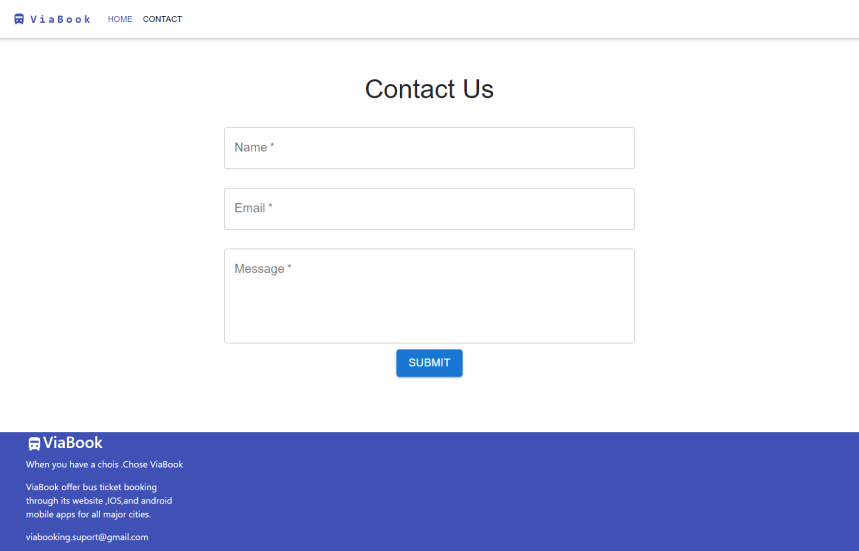 ViaBook HOME CONTACT
Contact Us
Name *
Email *
Message *
SUBMIT
ViaBook
When you have a chois .Chose ViaBook
ViaBook offer bus ticket booking
through its website ,IOS,and android
mobile apps for all major cities.
viabooking.suport@gmail.com